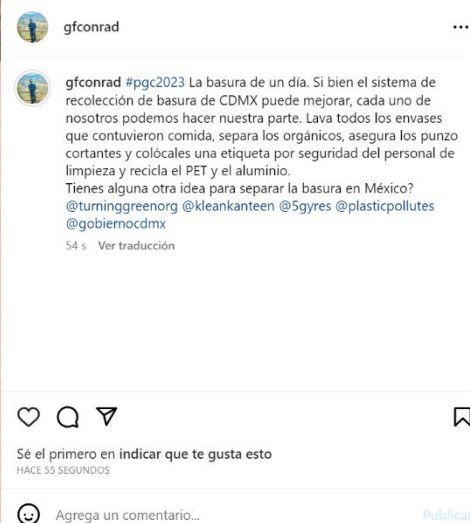 gfconrad
gfconrad #pgc2023 La basura de un día. Si bien el sistema de
recolección de basura de CDMX puede mejorar, cada uno de
nosotros podemos hacer nuestra parte. Lava todos los envases
que contuvieron comida, separa los orgánicos, asegura los punzo
cortantes y colócales una etiqueta por seguridad del personal de
limpieza y recicla el PET y el aluminio.
Tienes alguna otra idea para separar la basura en México?
@turninggreenorg @kleankanteen @5gyres @plasticpollutes
@gobiernocdmx
54 s Ver traducción
Sé el primero en indicar que te gusta esto
HACE 55 SEGUNDOS
Agrega un comentario... Publicar